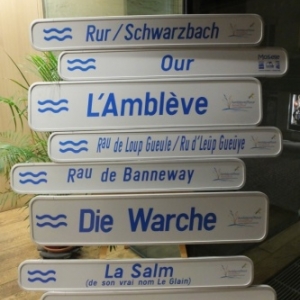 Rur/Schwarzbach
Our
L'Amblève
Rau de Loup Gueule/Ru d'Leûp Gueûye
Rau de Banneway
Die Warche
La Salm
(de son vrai nom Le Glain)